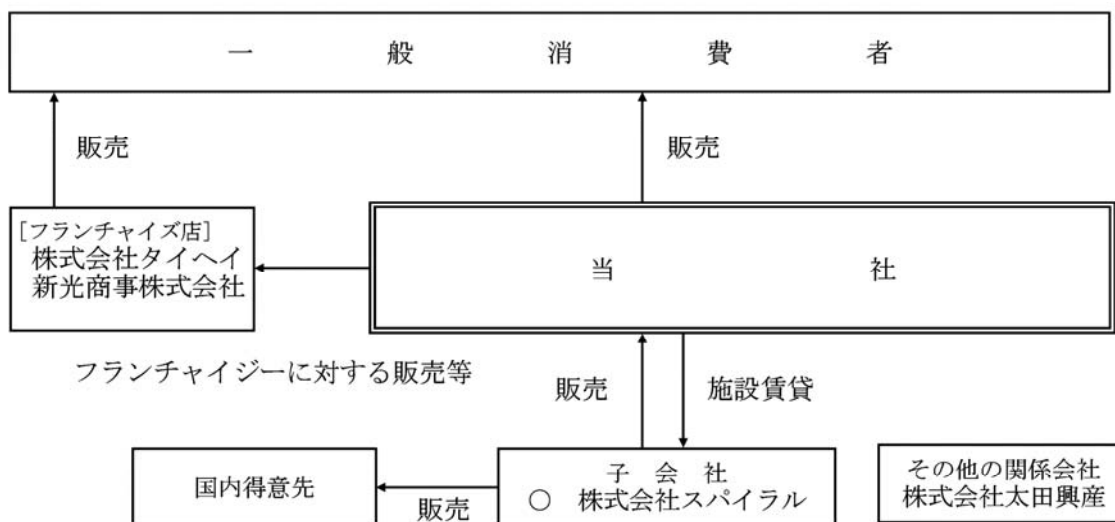 一般消費者
販売
販売
[フランチャイズ店]
株式会社タイヘイ
新光商事株式会社
当社
フランチャイジーに対する販売等
販売
施設賃貸
国内得意先
販売
子会社
○ 株式会社スパイラル
その他の関係会社
株式会社太田興産